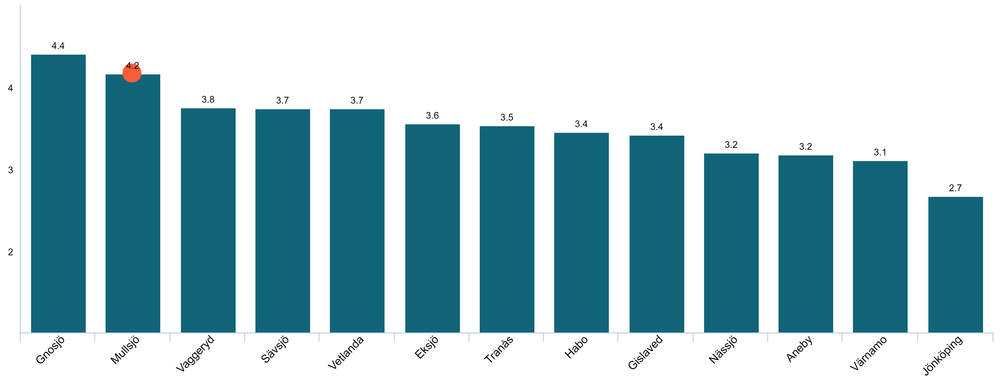 4.4
4.2
3.8
3.7
3.7
3.6
3.5
3.4
3.4
3.2
3.2
3.1
2.7
4
3
2
Gnosjö
Mullsjö
Vaggeryd
Sävsjö
Vetlanda
Eksjö
Tranås
Habo
Gislaved
Nässjö
Aneby
Värnamo
Jönköping